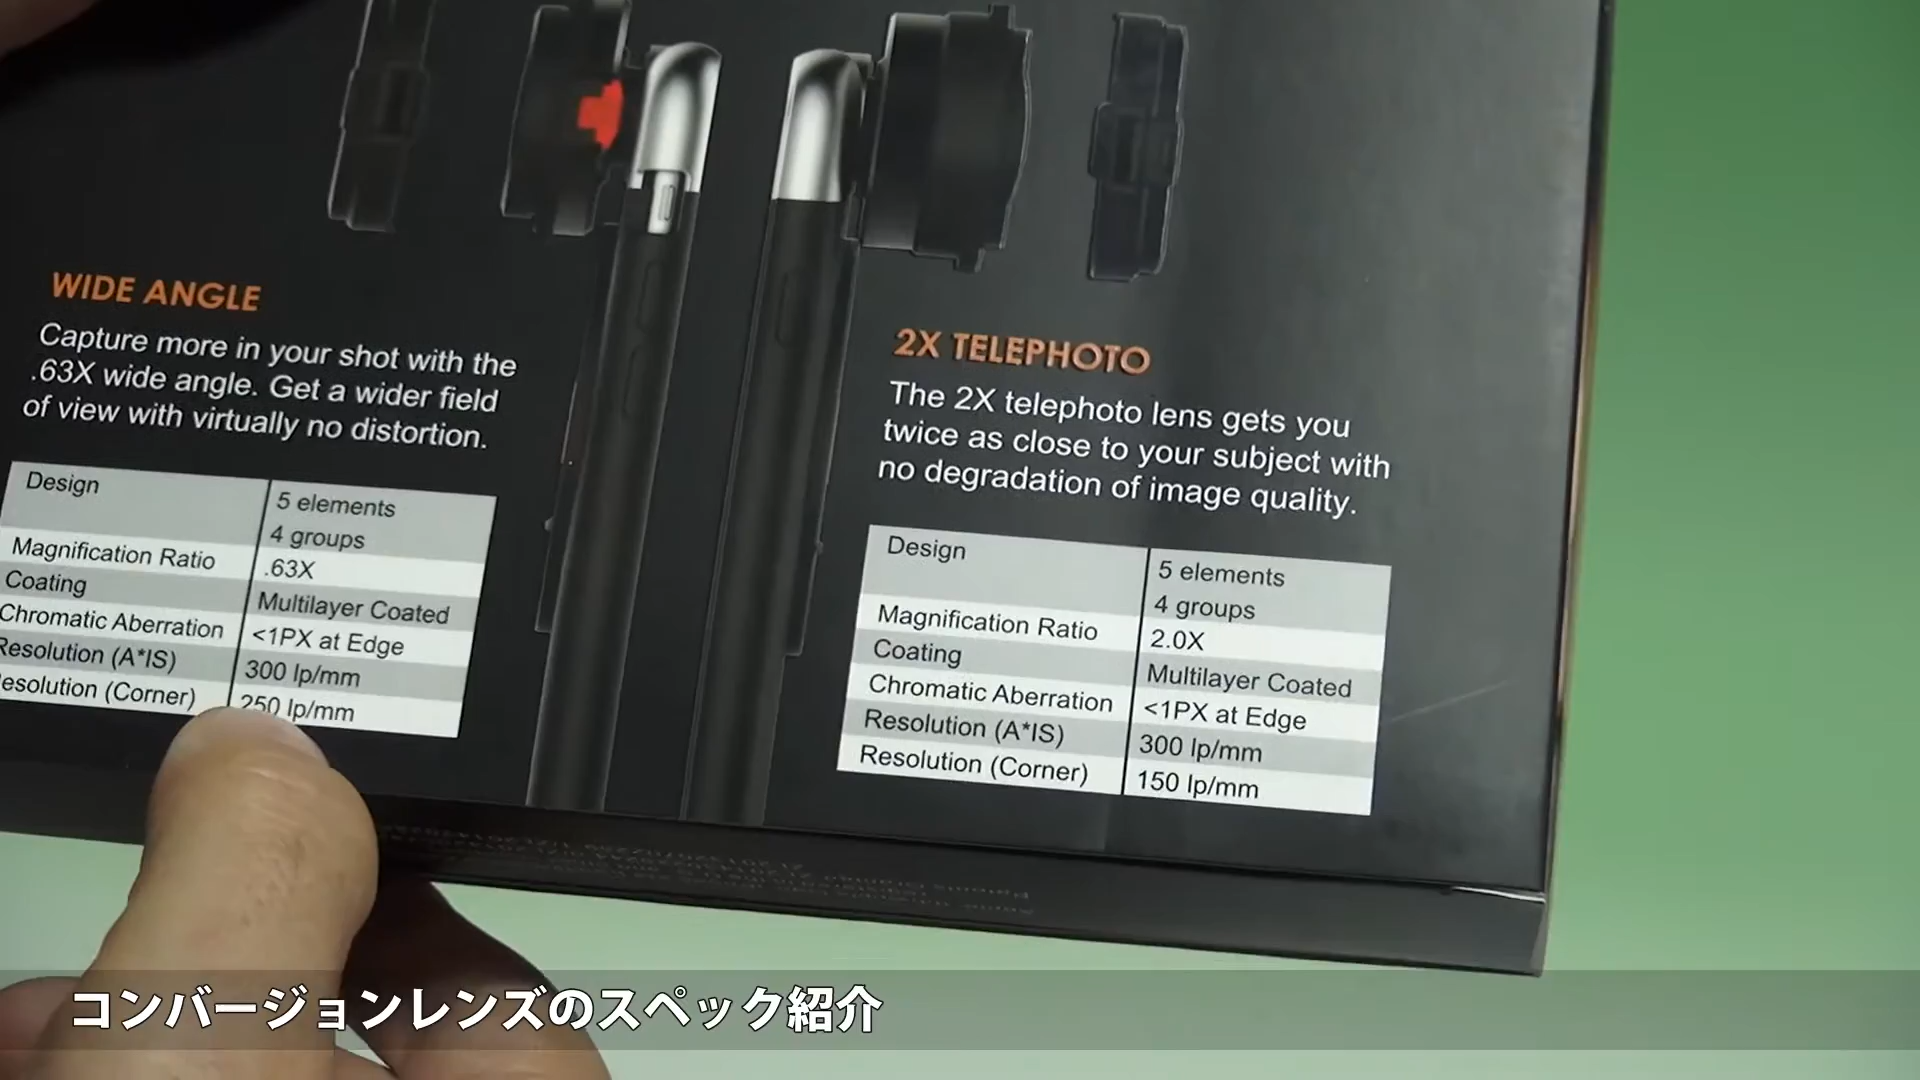 WIDE ANGLE
Capture more in your shot with the
.63X wide angle. Get a wider field
of view with virtually no distortion.
Design
5 elements
4 groups
Magnification Ratio .63X
Coating Multilayer Coated
Chromatic Aberration <1PX at Edge
Resolution (A*IS) 300 lp/mm
esolution (Corner) 250 lp/mm
2X TELEPHOTO
The 2X telephoto lens gets you
twice as close to your subject with
no degradation of image quality.
Design
5 elements
4 groups
Magnification Ratio 2.0X
Coating Multilayer Coated
Chromatic Aberration <1PX at Edge
Resolution (A*IS) 300 lp/mm
Resolution (Corner) 150 lp/mm
コンバージョンレンズのスペック紹介